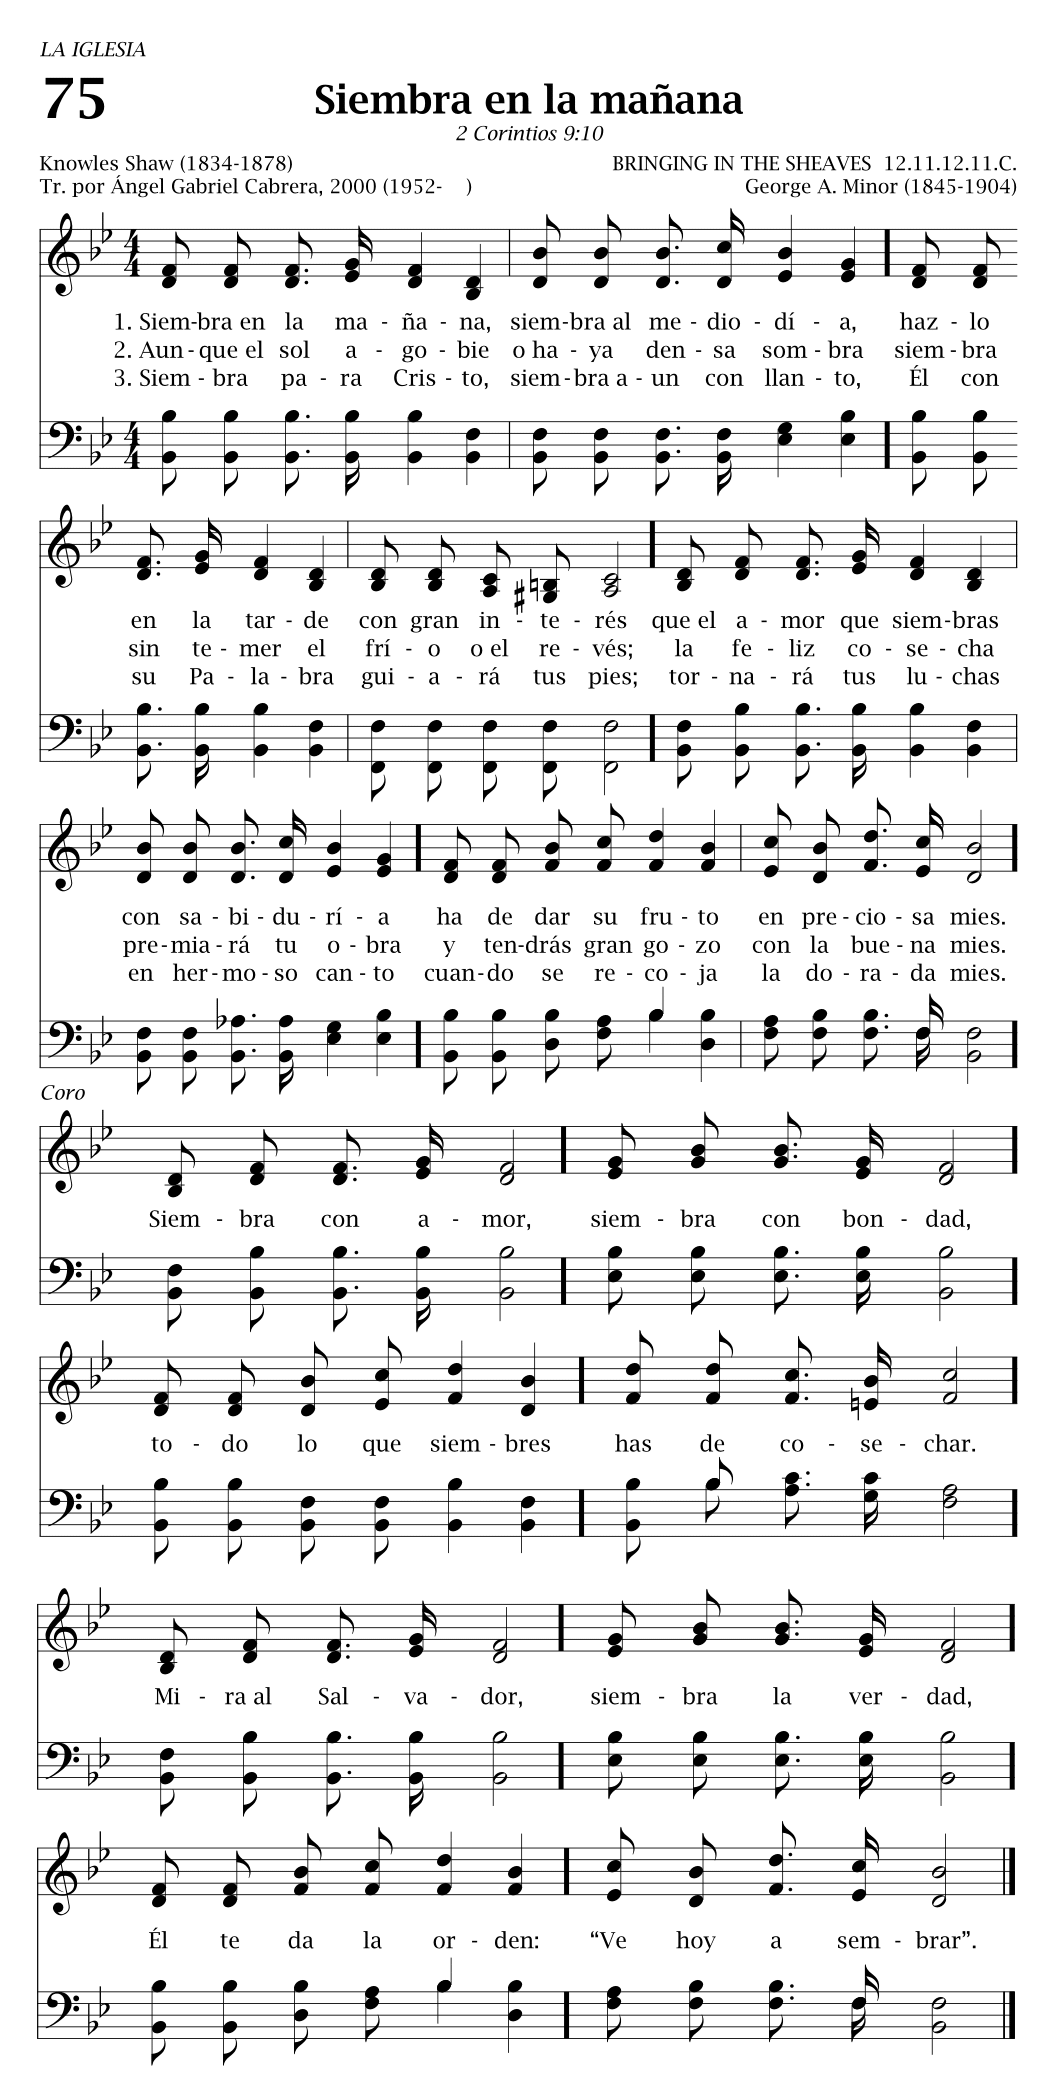 LA IGLESIA
75
Siembra en la mañana
2 Corintios 9:10
Knowles Shaw (1834-1878)
BRINGING IN THE SHEAVES 12.11.12.11.C.
Tr. por Ángel Gabriel Cabrera, 2000 (1952-    )
George A. Minor (1845-1904)
1. Siem-bra en la ma - ña - na, siem-bra al me - dio - dí - a, haz - lo
2. Aun-que el sol a - go - bie o ha - ya den - sa som - bra siem - bra
3. Siem - bra pa - ra Cris - to, siem-bra a - un con llan - to, Él con
en la tar - de con gran in - te - rés que el a - mor que siem-bras
sin te - mer el frí - o o el re - vés; la fe - liz co - se - cha
su Pa - la - bra gui - a - rá tus pies; tor - na - rá tus lu - chas
con sa - bi - du - rí - a ha de dar su fru - to en pre - cio - sa mies.
pre-mia - rá tu o - bra y ten-drás gran go - zo con la bue - na mies.
en her-mo - so can - to cuan-do se re - co - ja la do - ra - da mies.
Coro
Siem - bra con a - mor, siem - bra con bon - dad,
to - do lo que siem - bres has de co - se - char.
Mi - ra al Sal - va - dor, siem - bra la ver - dad,
Él te da la or - den: “Ve hoy a sem - brar”.